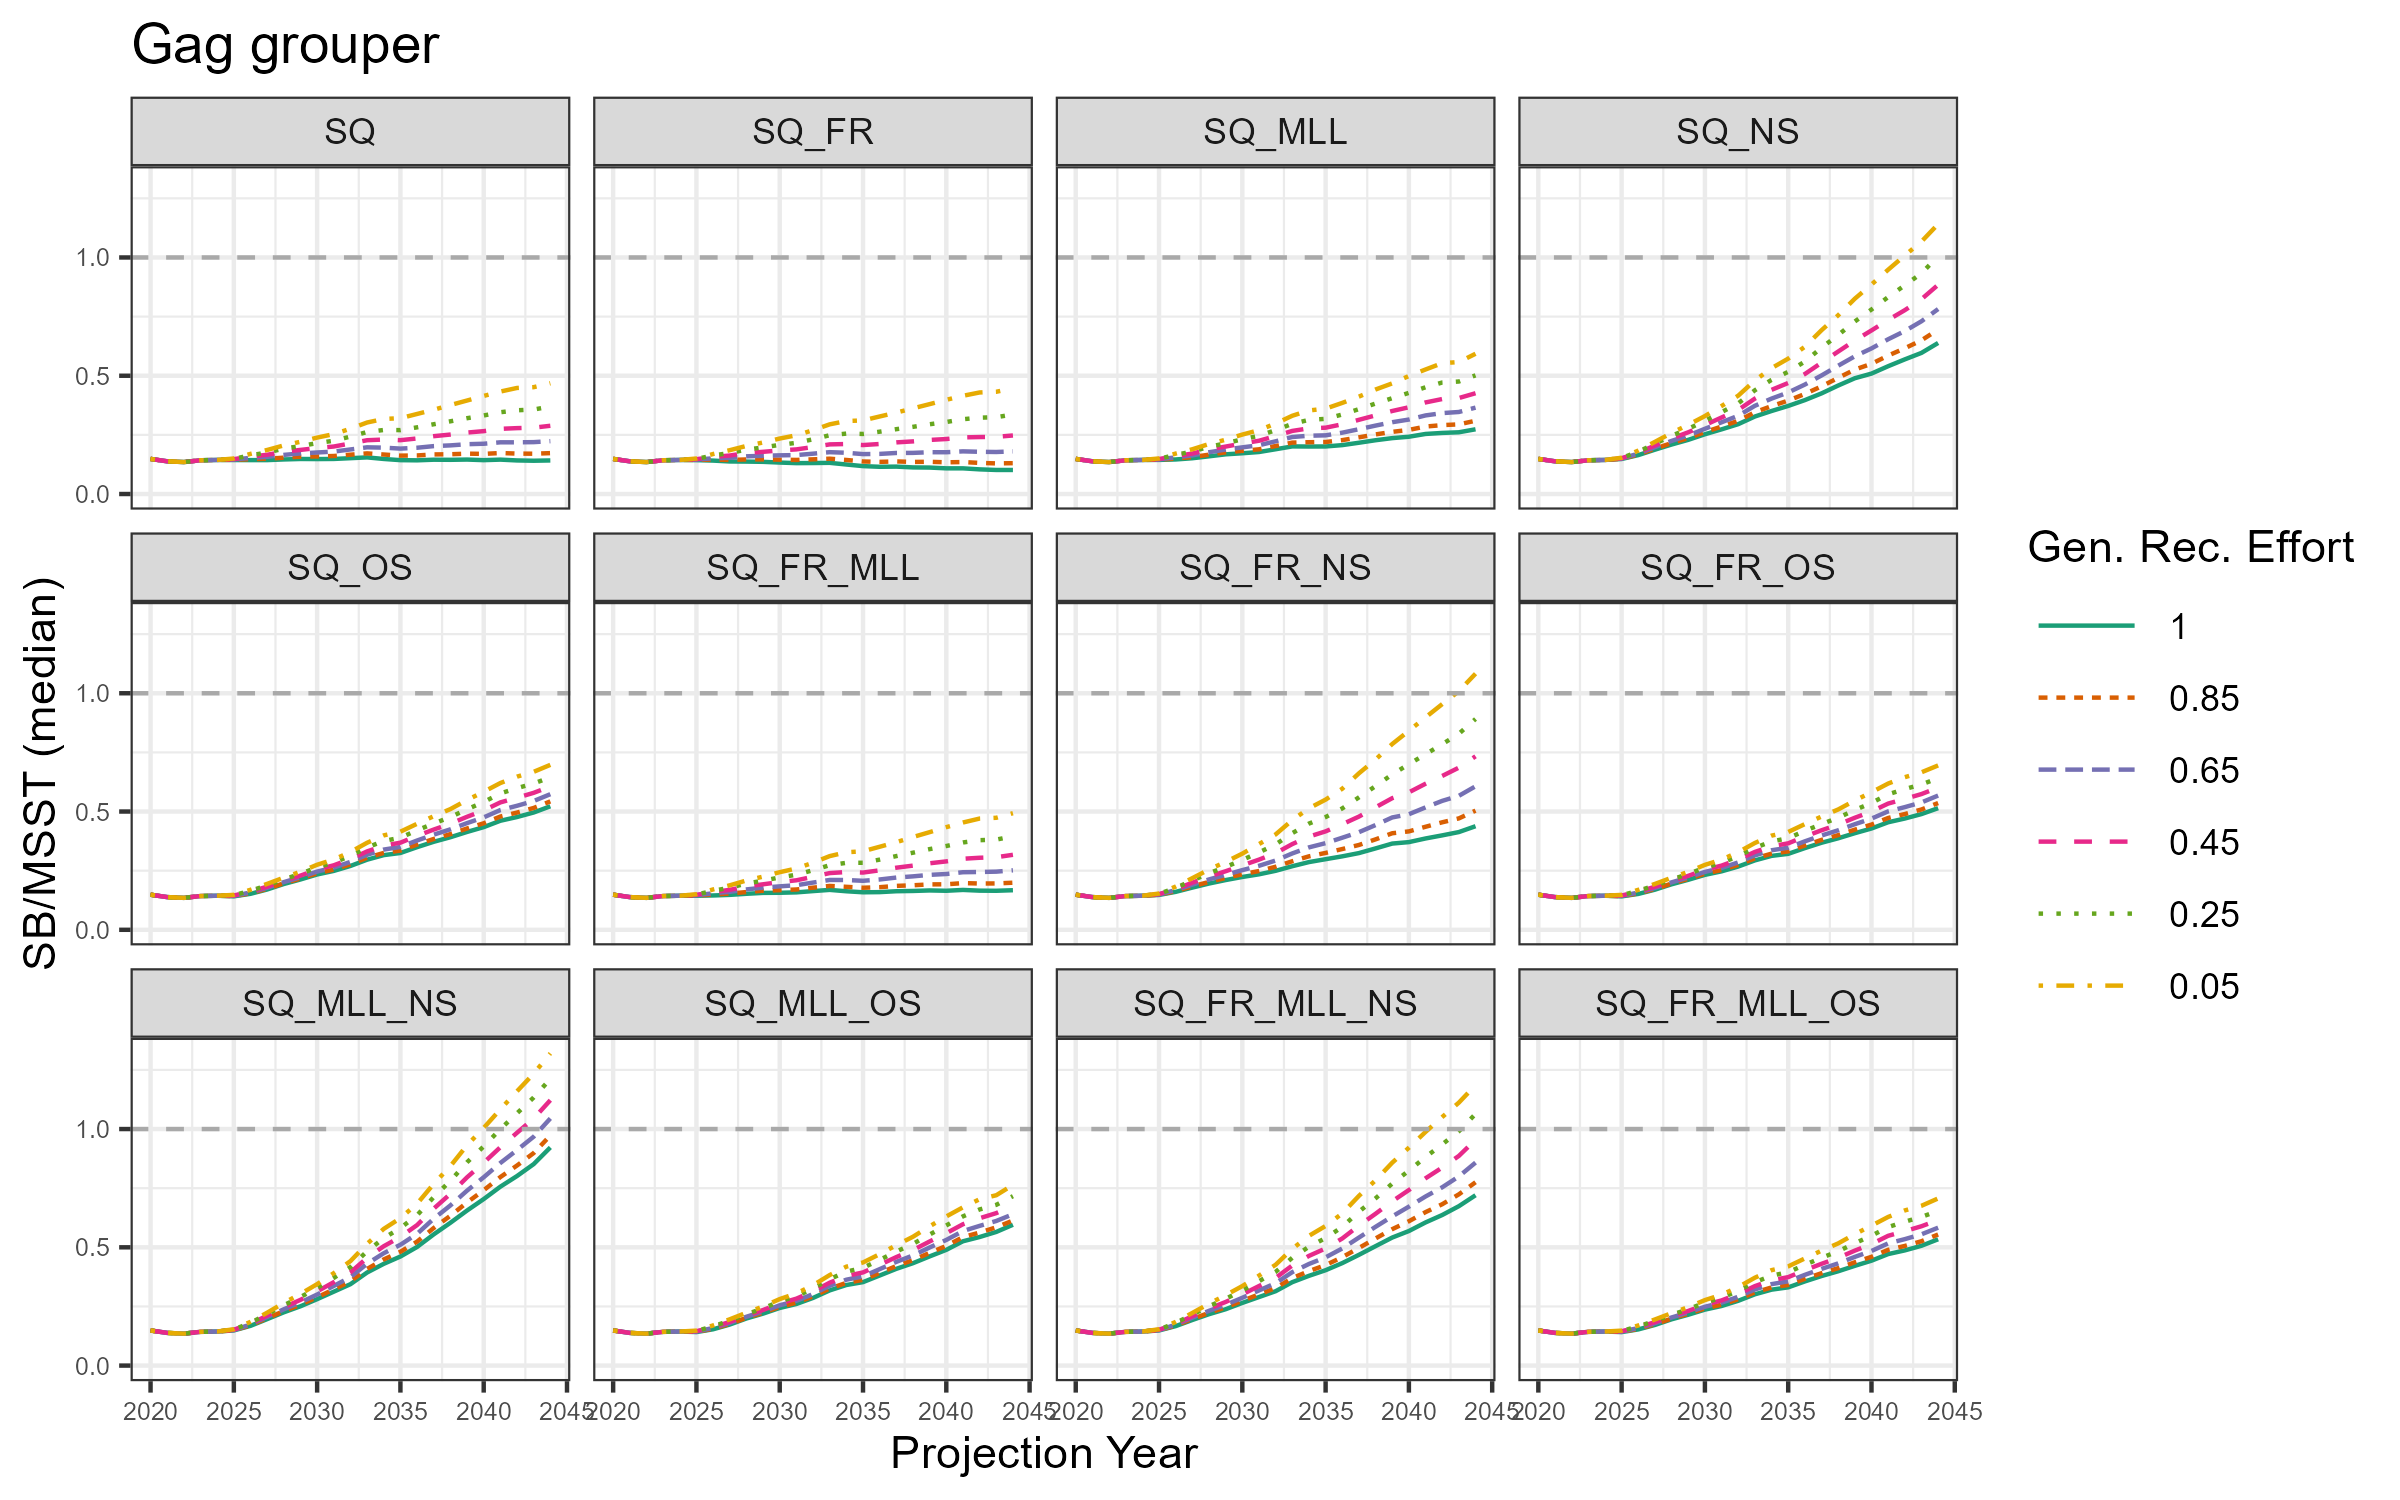 Gag grouper
SQ
SQ_FR
SQ_MLL
SQ_NS
1.0
0.5
0.0
SQ_OS
SQ_FR_MLL
SQ_FR_NS
SQ_FR_OS
1.0
0.5
0.0
SQ_MLL_NS
SQ_MLL_OS
SQ_FR_MLL_NS
SQ_FR_MLL_OS
1.0
0.5
0.0
2020 2025 2030 2035 2040 2045
2020 2025 2030 2035 2040 2045
2020 2025 2030 2035 2040 2045
2020 2025 2030 2035 2040 2045
Projection Year
SB/MSST (median)
Gen. Rec. Effort
1
0.85
0.65
0.45
0.25
0.05